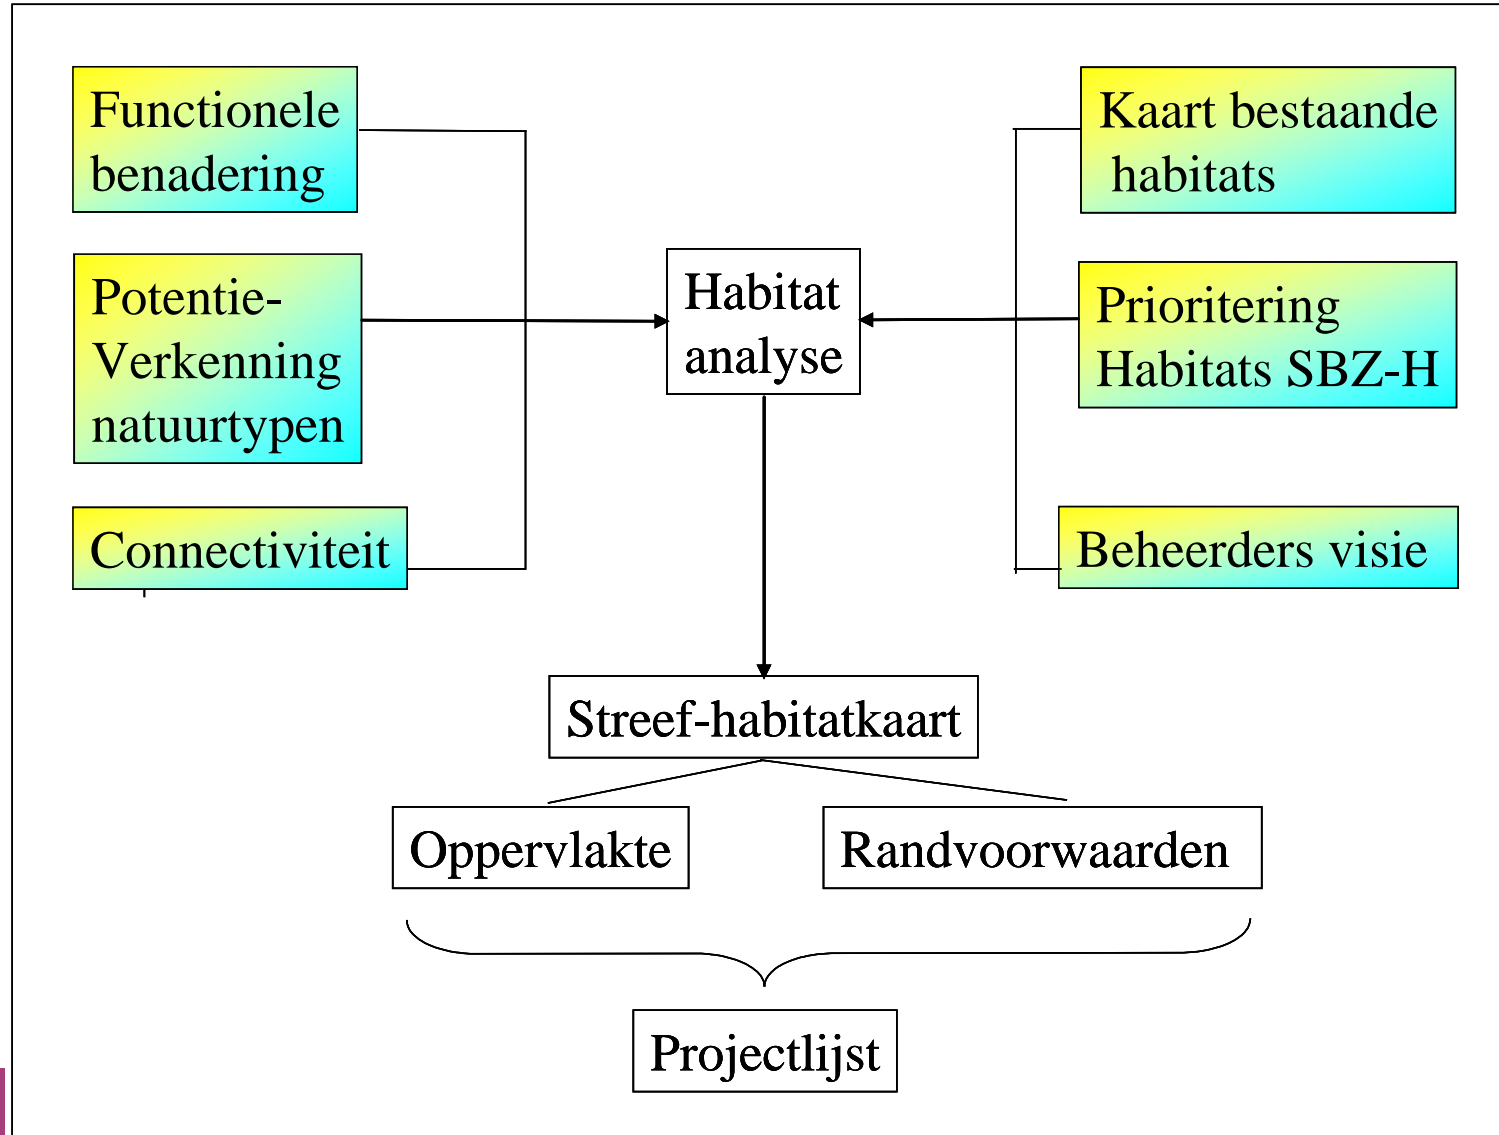 Functionele
benadering
Potentie-
Verkenning
natuurtypen
Connectiviteit
Kaart bestaande
habitats
Prioritering
Habitats SBZ-H
Beheerders visie
Habitat
analyse
Streef-habitatkaart
Oppervlakte
Randvoorwaarden
Projectlijst